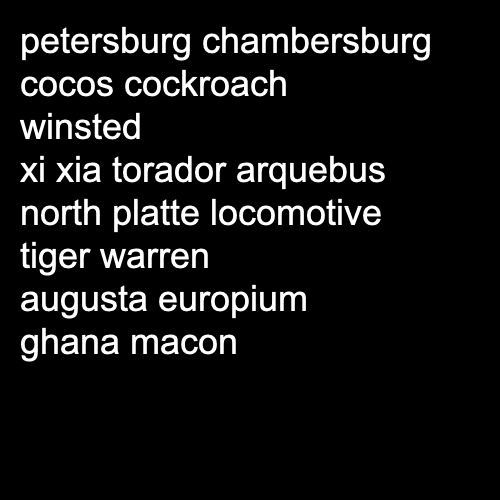 petersburg chambersburg
cocos cockroach
winsted
xi xia torador arquebus
north platte locomotive
tiger warren
augusta europium
ghana macon